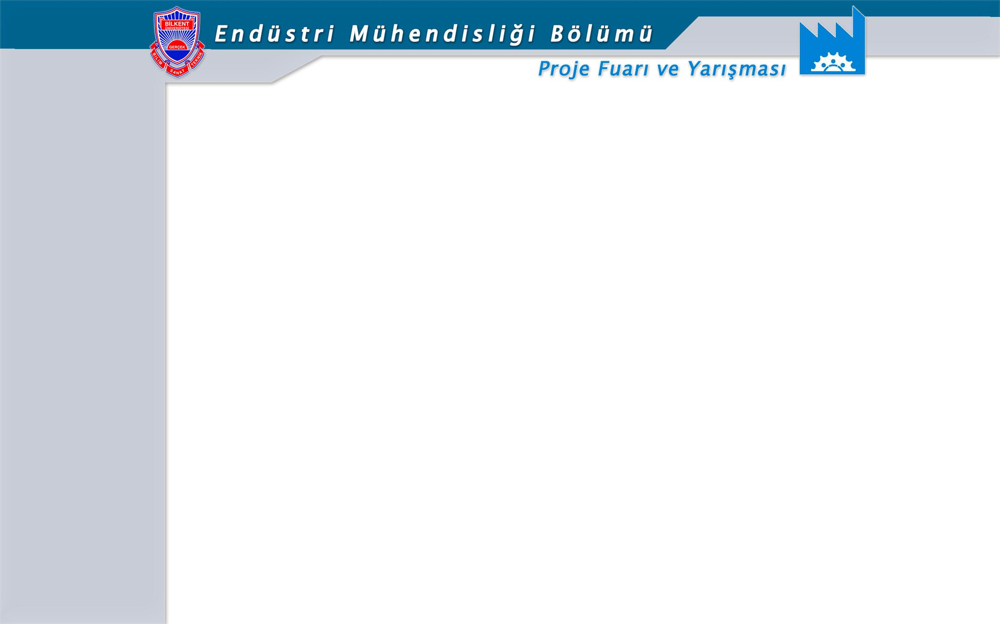 BİLKENT
ÜNİVERSİTESİ
GERÇEK
BİLİM SANAT TEKNİK
Endüstri Mühendisliği Bölümü
Proje Fuarı ve Yarışması